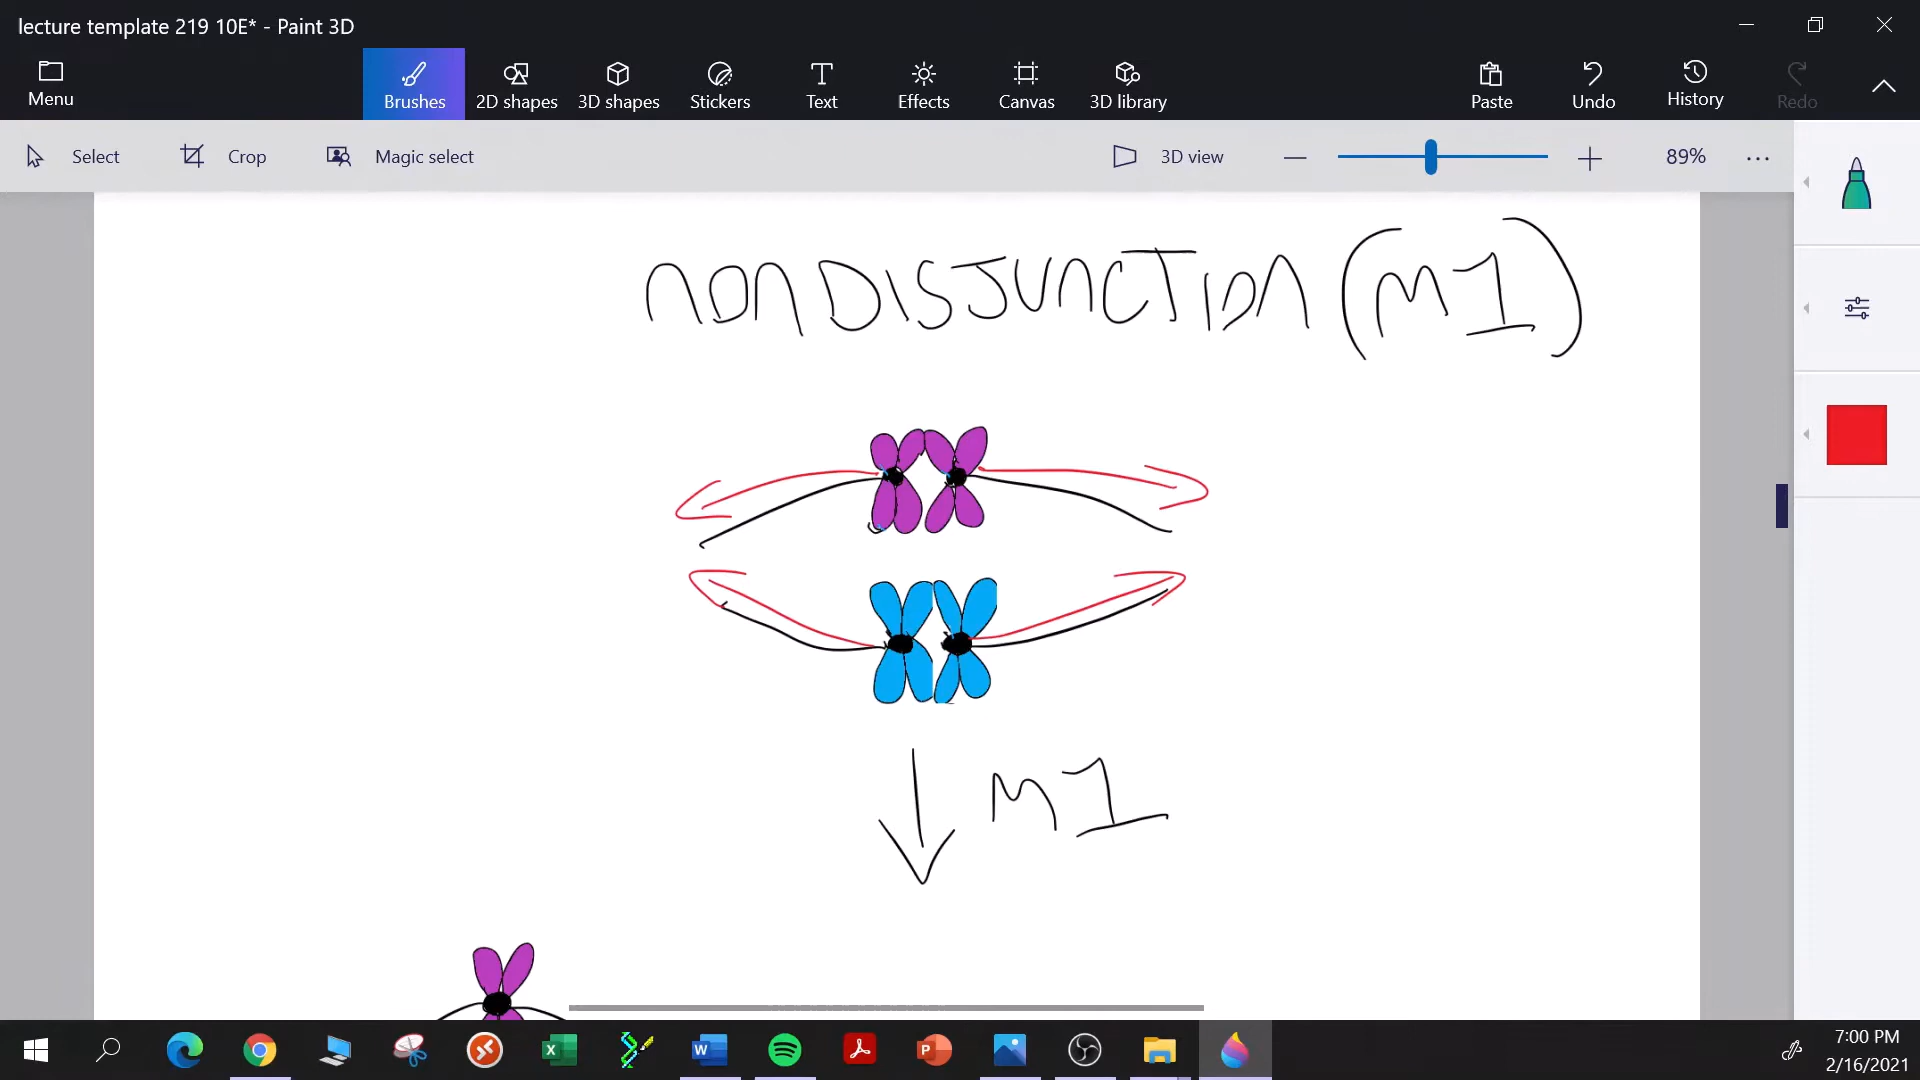 lecture template 219 10E* - Paint 3D
Menu
Brushes
2D shapes
3D shapes
Stickers
Text
Effects
Canvas
3D library
Paste
Undo
History
Redo
Select
Crop
Magic select
3D view
89%
nonDISJUNCTION (M1)
M1
7:00 PM
2/16/2021